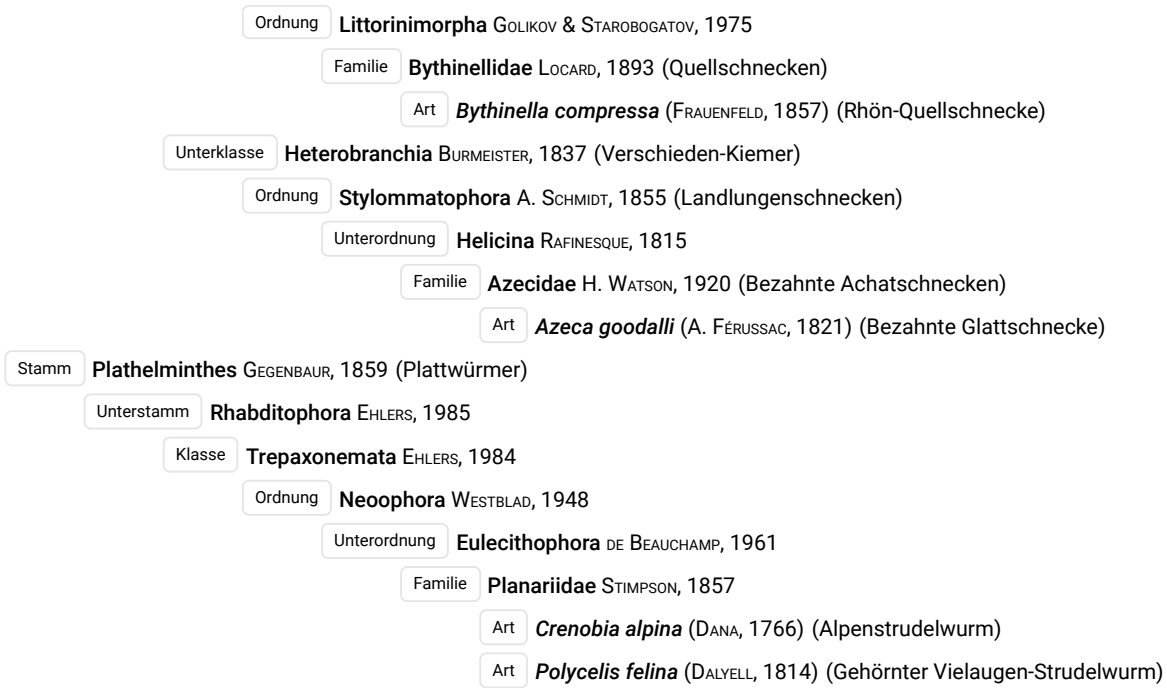 Ordnung Littorinimorpha Golikov & Starobogatov, 1975
Familie Bythinellidae Locard, 1893 (Quellschnecken)
Art Bythinella compressa (Frauenfeld, 1857) (Rhön-Quellschnecke)
Unterklasse Heterobranchia Burmeister, 1837 (Verschieden-Kiemer)
Ordnung Stylommatophora A. Schmidt, 1855 (Landlungenschnecken)
Unterordnung Helicina Rafinesque, 1815
Familie Azecidae H. Watson, 1920 (Bezahnte Achatschnecken)
Art Azeca goodalli (A. Férussac, 1821) (Bezahnte Glattschnecke)
Stamm Plathelminthes Gegenbaur, 1859 (Plattwürmer)
Unterstamm Rhabditophora Ehlers, 1985
Klasse Trepaxonemata Ehlers, 1984
Ordnung Neoophora Westblad, 1948
Unterordnung Eulecithophora de Beauchamp, 1961
Familie Planariidae Stimpson, 1857
Art Crenobia alpina (Dana, 1766) (Alpenstrudelwurm)
Art Polycelis felina (Dalyell, 1814) (Gehörnter Vielaugen-Strudelwurm)